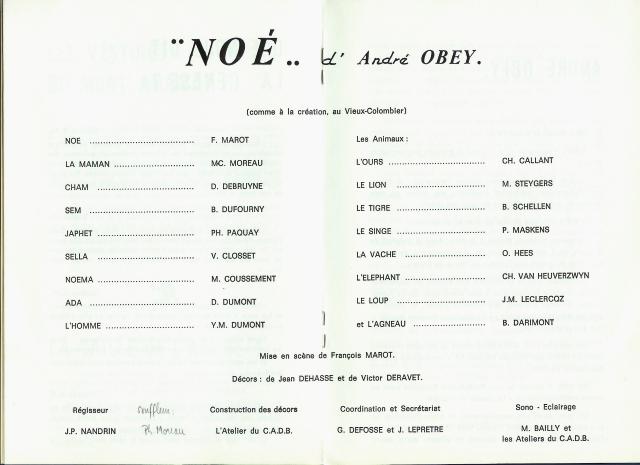 "NOÉ.. d' André OBEY.
(comme à la création, au Vieux-Colombier)
NOE ........................................ F. MAROT
LA MAMAN ............................... MC. MOREAU
CHAM ..................................... D. DEBRUYNE
SEM ........................................ B. DUFOURNY
JAPHET ................................... PH. PAQUAY
SELLA ..................................... V. CLOSSET
NOEMA ................................... M. COUSSEMENT
ADA ........................................ D. DUMONT
L'HOMME .................................. Y.M. DUMONT
Les Animaux :
L'OURS ..................................... CH. CALLANT
LE LION .................................. M. STEYGERS
LE TIGRE ................................. B. SCHELLEN
LE SINGE ................................. P. MASKENS
LA VACHE ............................... O. HEES
L'ELEPHANT ............................. CH. VAN HEUVERZWYN
LE LOUP .................................. J.M. LECLERCQZ
et L'AGNEAU ............................ B. DARIMONT
Mise en scène de François MAROT.
Décors : de Jean DEHASSE et de Victor DERAVET.
Régisseur
J.P. NANDRIN
souffleur:
Ph Moreau
Construction des décors
L'Atelier du C.A.D.B.
Coordination et Secrétariat
G. DEFOSSE et J. LEPRETRE
Sono - Eclairage
M. BAILLY et
les Ateliers du C.A.D.B.